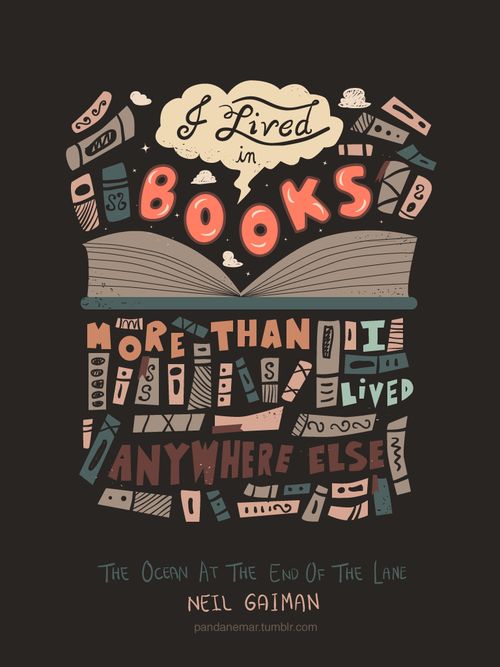 I Lived
in
BOOKS
MORE THAN I
LIVED
ANYWHERE ELSE
THE OCEAN AT THE END OF THE LANE
NEIL GAIMAN
pandanemar.tumblr.com